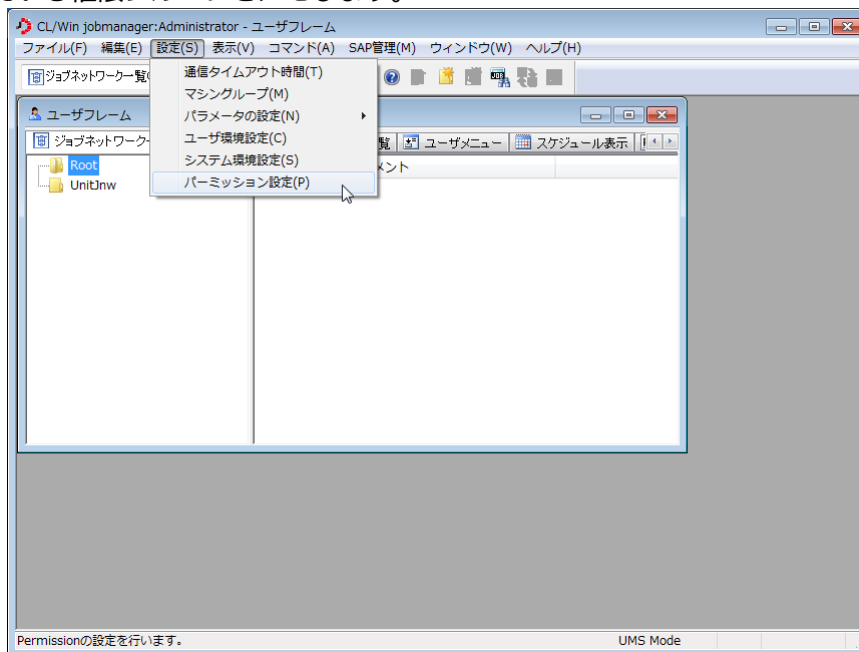 CL/Win jobmanager:Administrator - ユーザフレーム
ファイル(F) 編集(E) 設定(S) 表示(V) コマンド(A) SAP管理(M) ウィンドウ(W) ヘルプ(H)
ジョブネットワーク一覧
通信タイムアウト時間(T)
マシングループ(M)
パラメータの設定(N)
ユーザ環境設定(C)
システム環境設定(S)
パーミッション設定(P)
ユーザフレーム
ジョブネットワーク 覧 ユーザメニュー スケジュール表示
Root メント
UnitJnw
Permissionの設定を行います。 UMS Mode